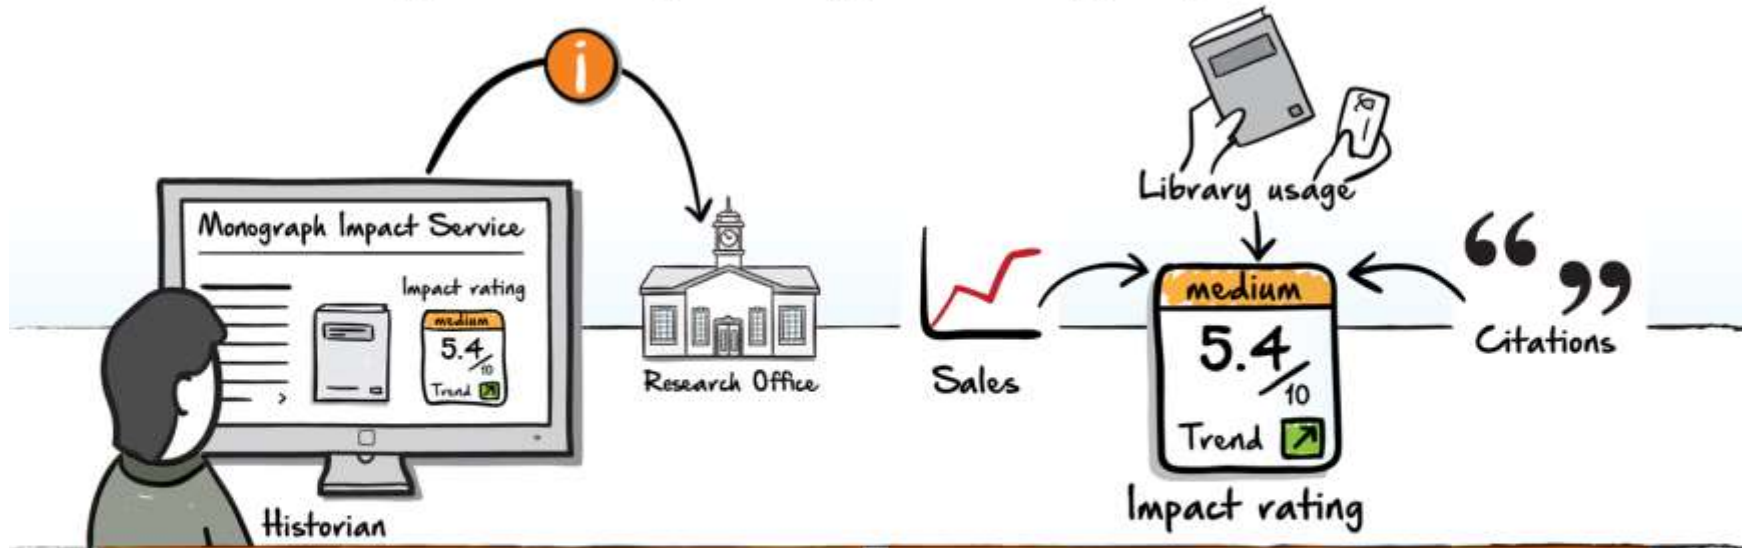 i
Monograph Impact Service
Impact rating
medium
5.4/10
Trend
Historian
Research Office
Library usage
Sales
medium
5.4/10
Trend
Impact rating
“ ”
Citations